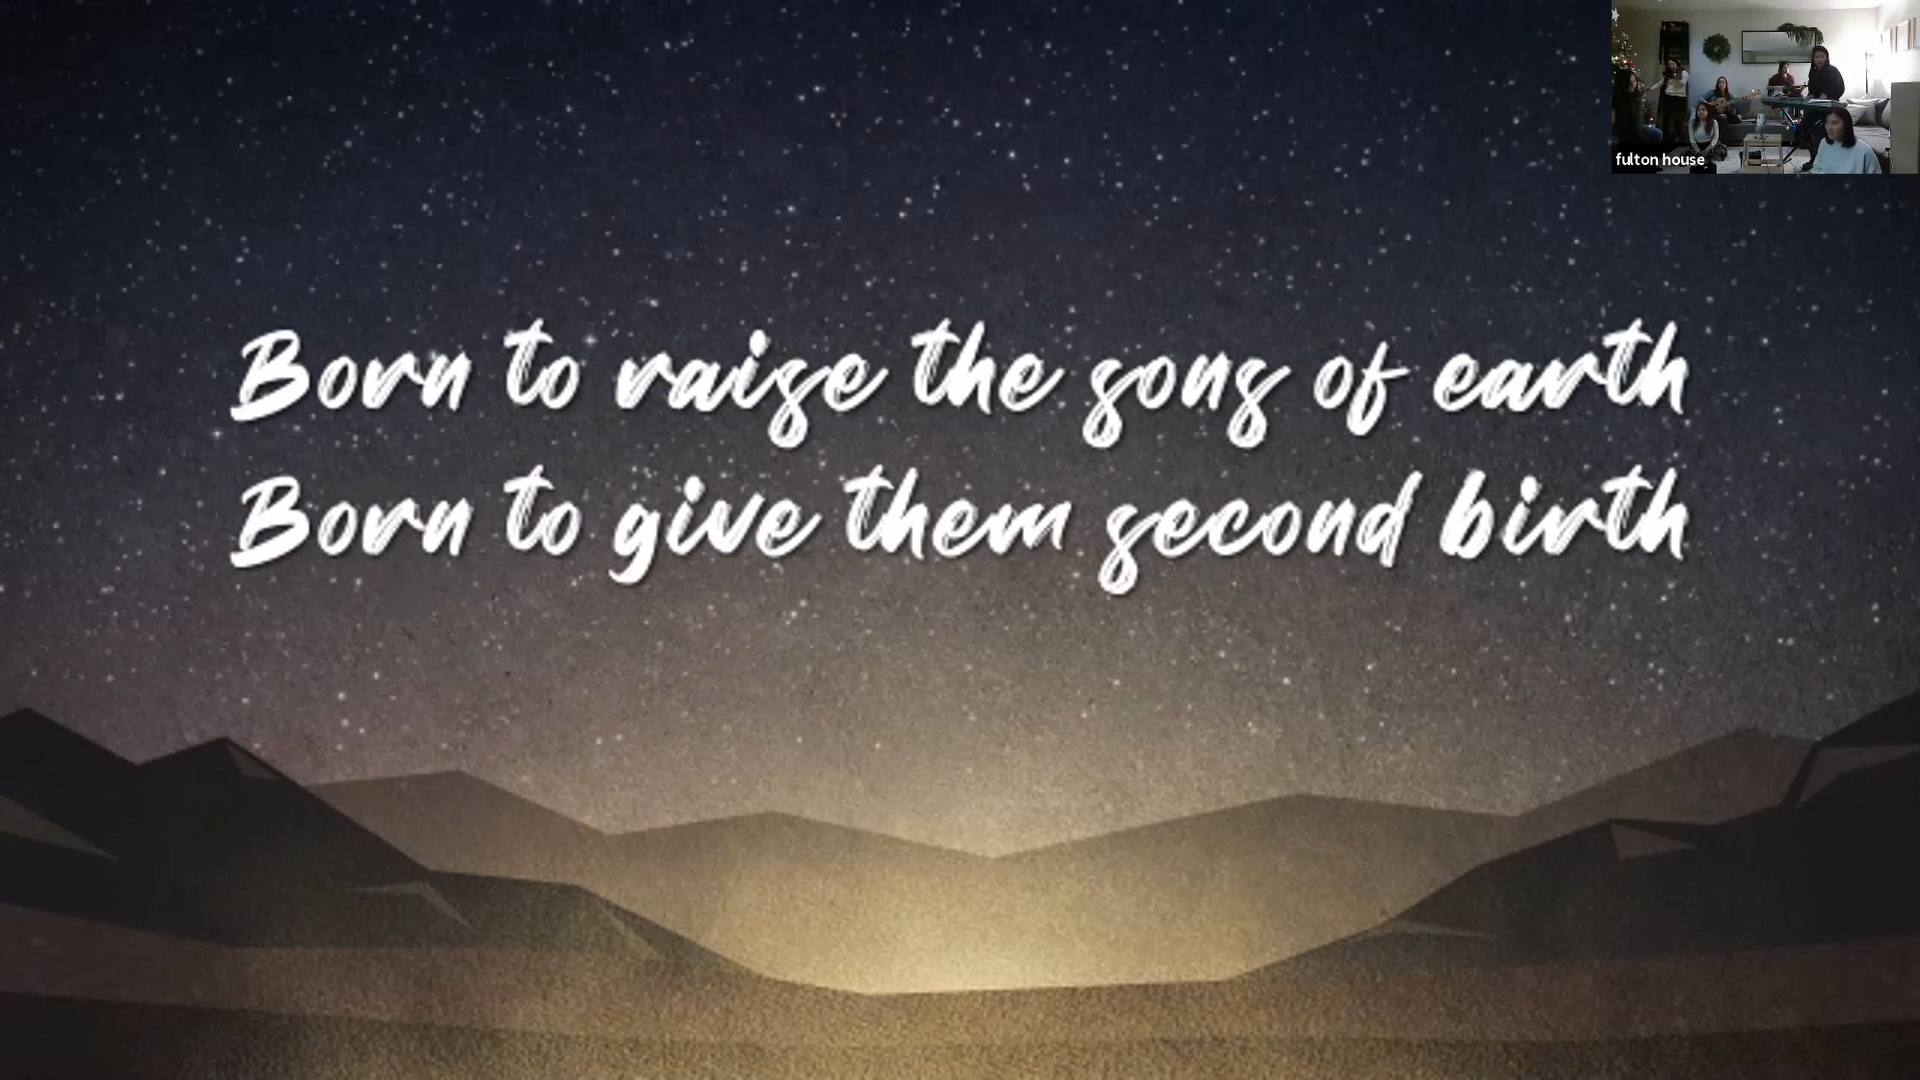 fulton house
Born to raise the sons of earth
Born to give them second birth